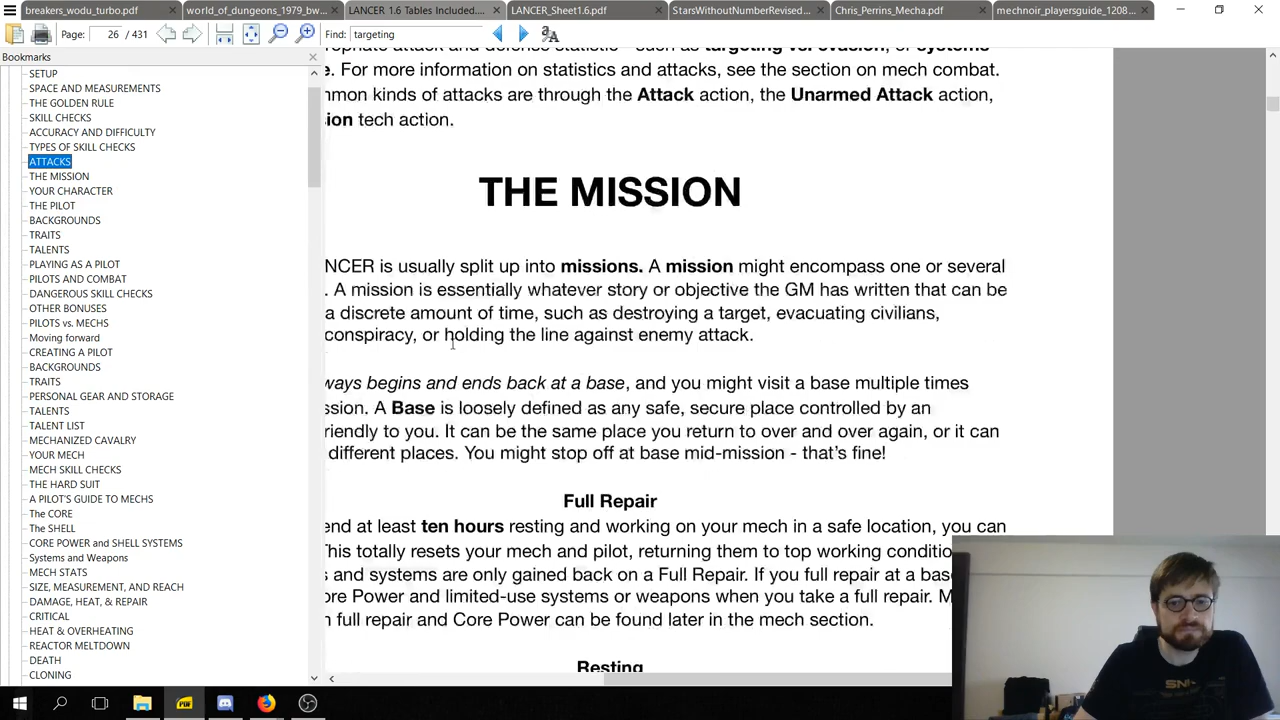 breakers_wodu_turbo.pdf
world_of_dungeons_1979_bw...
LANCER 1.6 Tables Included....
LANCER_Sheet1.6.pdf
StarsWithoutNumberRevised...
Chris_Perrins_Mecha.pdf
mechnoir_playersguide_1208...
Page: 26 / 431 Find: targeting
Bookmarks
SETUP
SPACE AND MEASUREMENTS
THE GOLDEN RULE
SKILL CHECKS
ACCURACY AND DIFFICULTY
TYPES OF SKILL CHECKS
ATTACKS
THE MISSION
YOUR CHARACTER
THE PILOT
BACKGROUNDS
TRAITS
TALENTS
PLAYING AS A PILOT
PILOTS AND COMBAT
DANGEROUS SKILL CHECKS
OTHER BONUSES
PILOTS vs. MECHS
Moving forward
CREATING A PILOT
BACKGROUNDS
TRAITS
PERSONAL GEAR AND STORAGE
TALENTS
TALENT LIST
MECHANIZED CAVALRY
YOUR MECH
MECH SKILL CHECKS
THE HARD SUIT
A PILOT'S GUIDE TO MECHS
The CORE
The SHELL
CORE POWER and SHELL SYSTEMS
Systems and Weapons
MECH STATS
SIZE, MEASUREMENT, AND REACH
DAMAGE, HEAT, & REPAIR
CRITICAL
HEAT & OVERHEATING
REACTOR MELTDOWN
DEATH
CLONING
opriate attack and defense statistic - such as targeting vs. evasion, or systems
e. For more information on statistics and attacks, see the section on mech combat.
mmon kinds of attacks are through the Attack action, the Unarmed Attack action,
sion tech action.
THE MISSION
NCER is usually split up into missions. A mission might encompass one or several
. A mission is essentially whatever story or objective the GM has written that can be
a discrete amount of time, such as destroying a target, evacuating civilians,
conspiracy, or holding the line against enemy attack.
ways begins and ends back at a base, and you might visit a base multiple times
ssion. A Base is loosely defined as any safe, secure place controlled by an
riendly to you. It can be the same place you return to over and over again, or it can
different places. You might stop off at base mid-mission - that's fine!
Full Repair
end at least ten hours resting and working on your mech in a safe location, you can
This totally resets your mech and pilot, returning them to top working conditio
s and systems are only gained back on a Full Repair. If you full repair at a bas
ore Power and limited-use systems or weapons when you take a full repair. M
n full repair and Core Power can be found later in the mech section.
Resting